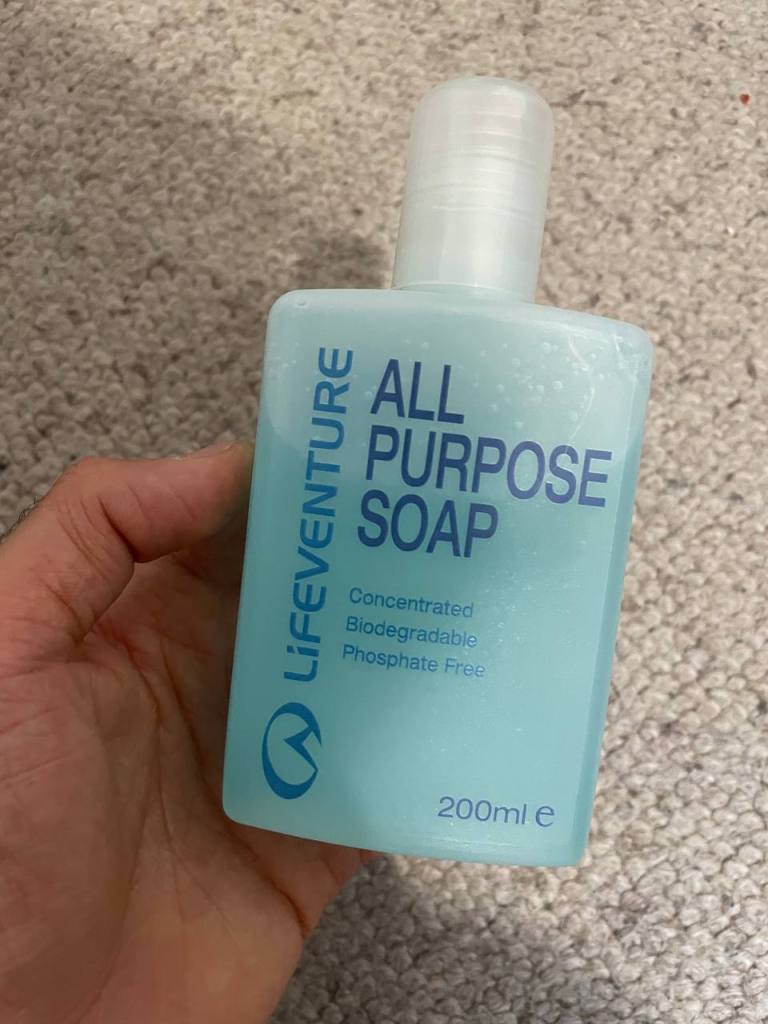 LiFEVENTURE
ALL
PURPOSE
SOAP
Concentrated
Biodegradable
Phosphate Free
200ml e